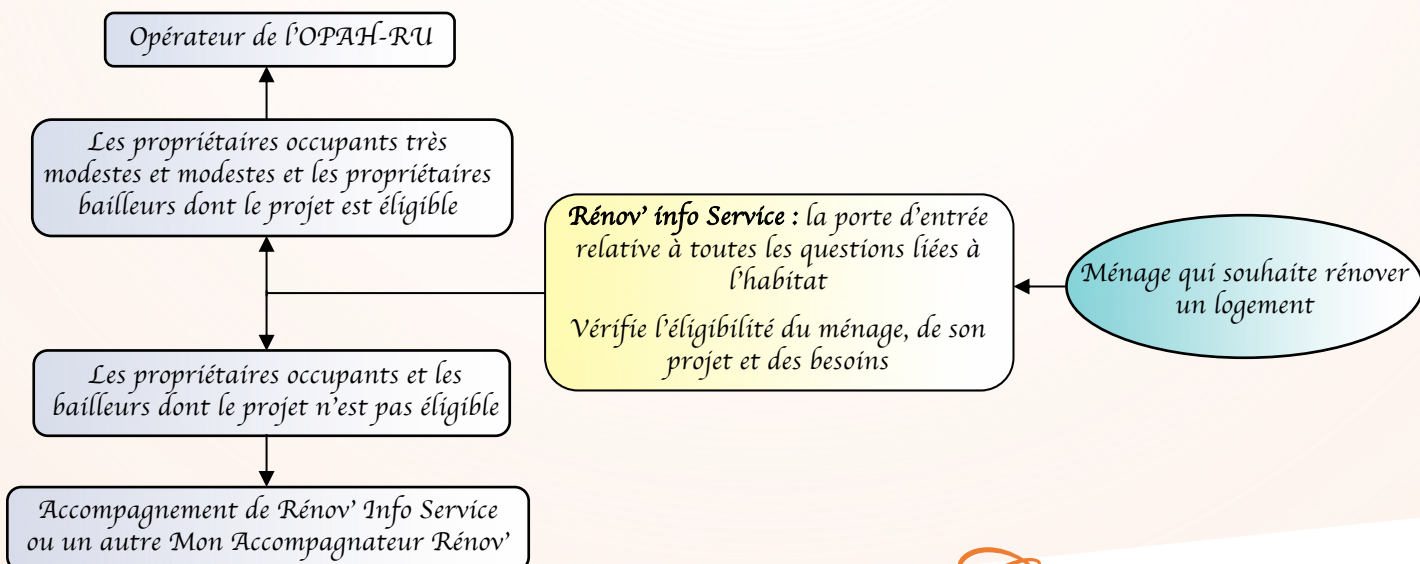 Opérateur de l'OPAH-RU
Les propriétaires occupants très
modestes et modestes et les propriétaires
bailleurs dont le projet est éligible
Rénov' info Service : la porte d'entrée
relative à toutes les questions liées à
l'habitat
Vérifie l'éligibilité du ménage, de son
projet et des besoins
Ménage qui souhaite rénover
un logement
Les propriétaires occupants et les
bailleurs dont le projet n'est pas éligible
Accompagnement de Rénov' Info Service
ou un autre Mon Accompagnateur Rénov'